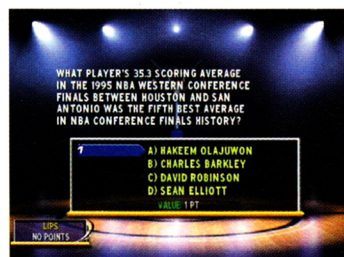 WHAT PLAYER'S 35.3 SCORING AVERAGE
IN THE 1995 NBA WESTERN CONFERENCE
FINALS BETWEEN HOUSTON AND SAN
ANTONIO WAS THE FIFTH BEST AVERAGE
IN NBA CONFERENCE FINALS HISTORY?
A) HAKEEM OLAJUWON
B) CHARLES BARKLEY
C) DAVID ROBINSON
D) SEAN ELLIOTT
VALUE 1 PT
LIPS
NO POINTS